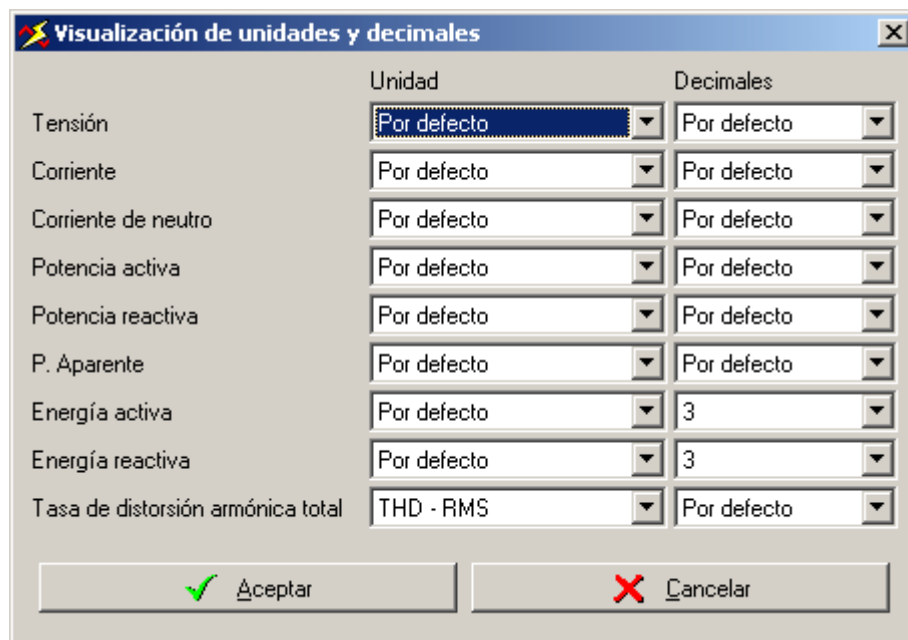 Visualización de unidades y decimales
Unidad Decimales
Tensión Por defecto Por defecto
Corriente Por defecto Por defecto
Corriente de neutro Por defecto Por defecto
Potencia activa Por defecto Por defecto
Potencia reactiva Por defecto Por defecto
P. Aparente Por defecto Por defecto
Energía activa Por defecto 3
Energía reactiva Por defecto 3
Tasa de distorsión armónica total THD - RMS Por defecto
Aceptar Cancelar